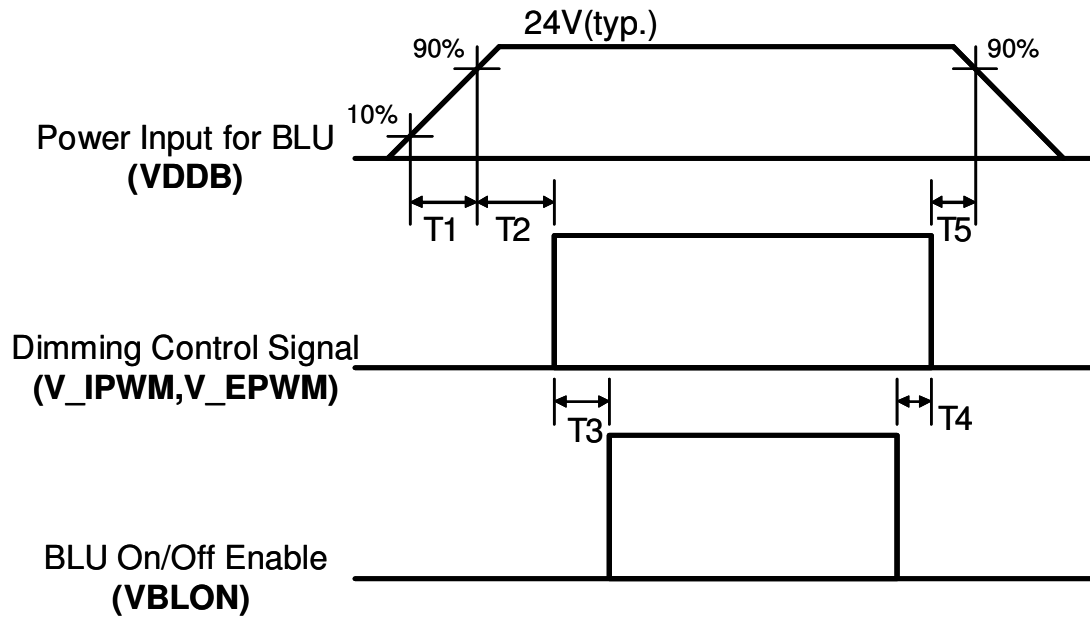 24V(typ.)
90%
90%
10%
Power Input for BLU
(VDDB)
T1
T2
T5
Dimming Control Signal
(V_IPWM,V_EPWM)
T3
T4
BLU On/Off Enable
(VBLON)